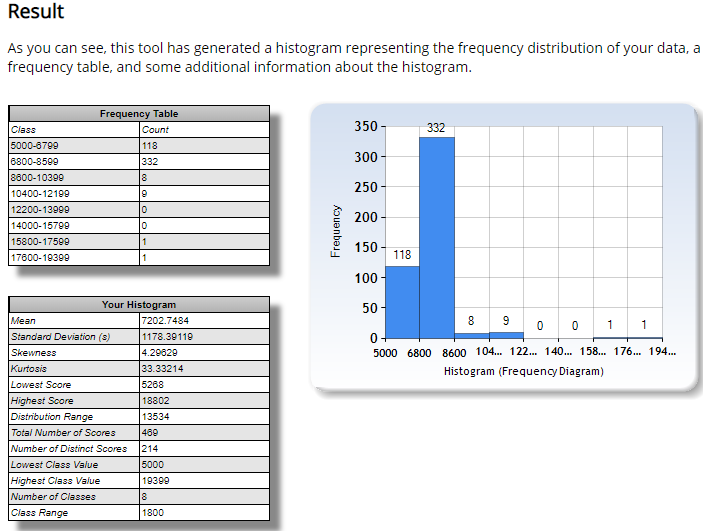 Result
As you can see, this tool has generated a histogram representing the frequency distribution of your data, a
frequency table, and some additional information about the histogram.
Frequency Table
Class Count
5000-6799 118
6800-8599 332
8600-10399 8
10400-12199 9
12200-13999 0
14000-15799 0
15800-17599 1
17600-19399 1
Your Histogram
Mean 7202.7484
Standard Deviation (s) 1178.39119
Skewness 4.29629
Kurtosis 33.33214
Lowest Score 5268
Highest Score 18802
Distribution Range 13534
Total Number of Scores 469
Number of Distinct Scores 214
Lowest Class Value 5000
Highest Class Value 19399
Number of Classes 8
Class Range 1800
Frequency
350
300
250
200
150
100
50
0
118 332 8 9 0 0 1 1
5000 6800 8600 104... 122... 140... 158... 176... 194...
Histogram (Frequency Diagram)